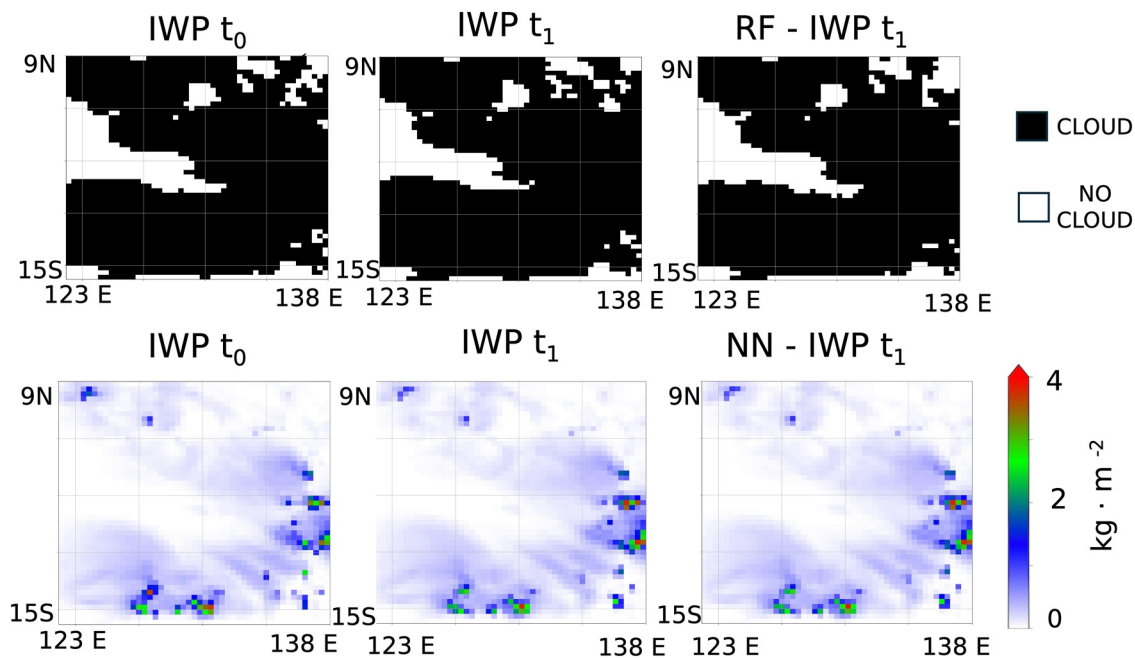 IWP t₀
IWP t₁
RF - IWP t₁
9N
9N
9N
15S
15S
15S
123 E
138 E
123 E
138 E
123 E
138 E
CLOUD
NO
CLOUD
IWP t₀
IWP t₁
NN - IWP t₁
9N
9N
9N
15S
15S
15S
123 E
138 E
123 E
138 E
123 E
138 E
4
2
0
kg · m ⁻²